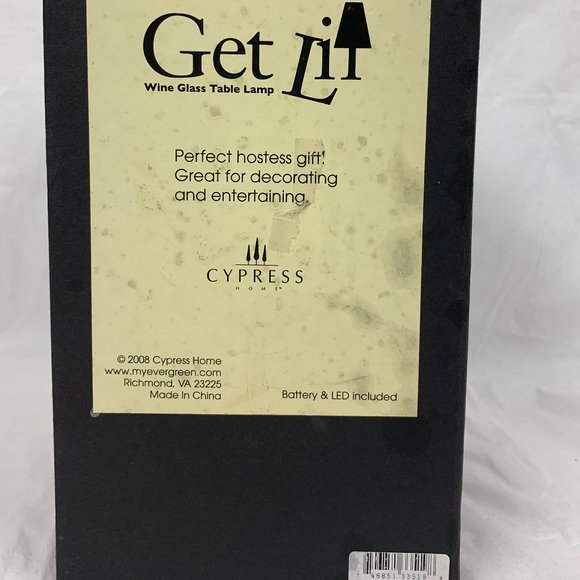 Get Lit
Wine Glass Table Lamp
Perfect hostess gift!
Great for decorating
and entertaining.
CYPRESS
HOME™
© 2008 Cypress Home
www.myevergreen.com
Richmond, VA 23225
Made In China
Battery & LED included